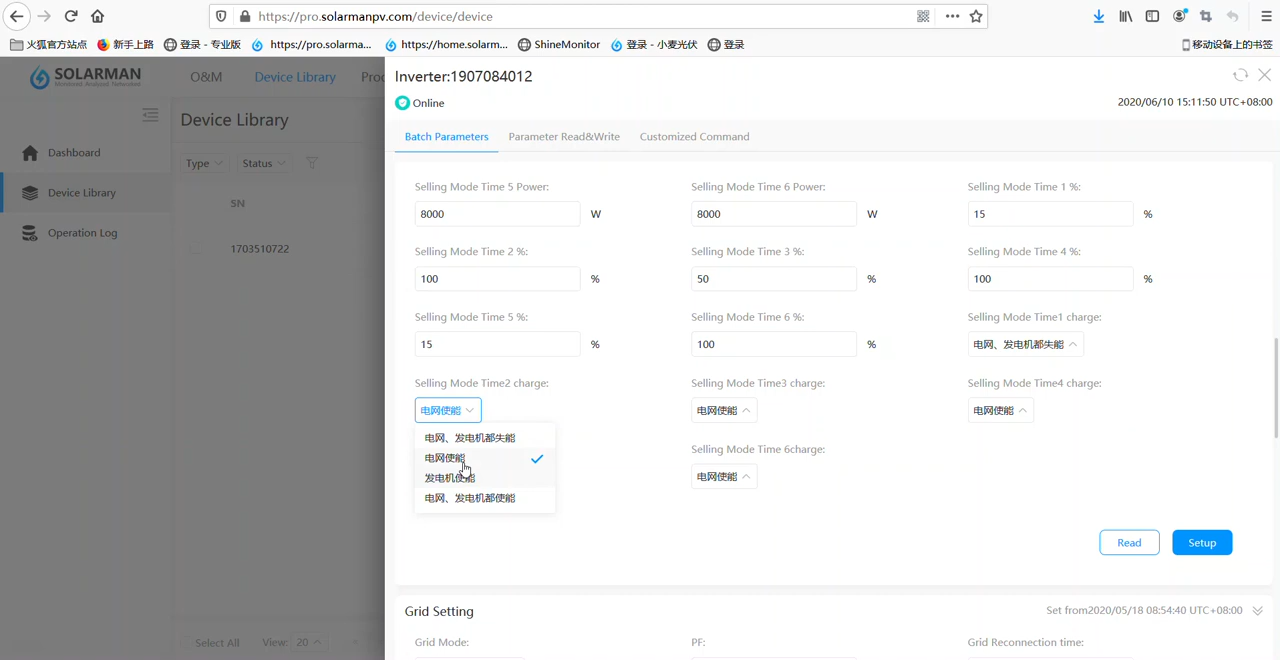 https://pro.solarmanpv.com/device/device
火狐官方站点 新手上路 登录 - 专业版 https://pro.solarma... https://home.solarm... ShineMonitor 登录 - 小麦光伏 登录 移动设备上的书签
SOLARMAN
O&M Device Library Proc
Inverter:1907084012
Online
2020/06/10 15:11:50 UTC+08:00
Device Library
Batch Parameters Parameter Read&Write Customized Command
Dashboard
Type Status
Device Library
Operation Log
SN
1703510722
Selling Mode Time 5 Power: Selling Mode Time 6 Power: Selling Mode Time 1 %:
8000 W 8000 W 15 %
Selling Mode Time 2 %: Selling Mode Time 3 %: Selling Mode Time 4 %:
100 % 50 % 100 %
Selling Mode Time 5 %: Selling Mode Time 6 %: Selling Mode Time1 charge:
15 % 100 % 电网、发电机都失能
Selling Mode Time2 charge: Selling Mode Time3 charge: Selling Mode Time4 charge:
电网使能 电网使能 电网使能
电网、发电机都失能
电网使能
发电机使能
电网、发电机都使能
Selling Mode Time 6charge:
电网使能
Read Setup
Grid Setting Set from2020/05/18 08:54:40 UTC+08:00
Grid Mode: PF: Grid Reconnection time:
Select All View: 20